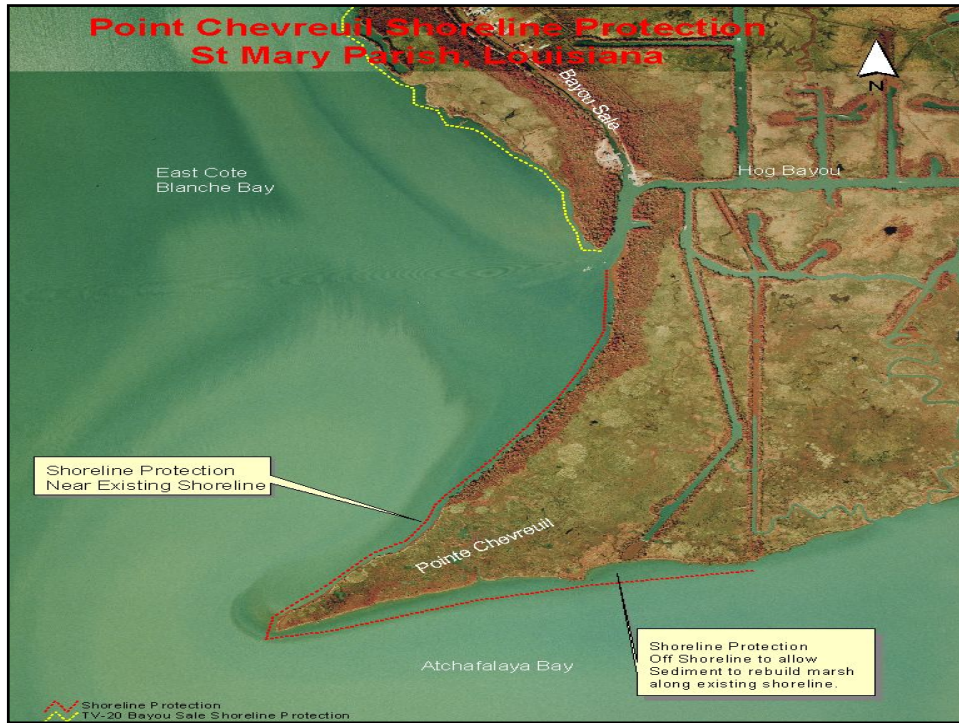 Point Chevreuil Shoreline Protection
St Mary Parish, Louisiana
Bayou Sale
N
East Cote
Blanche Bay
Hog Bayou
Shoreline Protection
Near Existing Shoreline
Pointe Chevreuil
Shoreline Protection
Off Shoreline to allow
Sediment to rebuild marsh
along existing shoreline.
Atchafalaya Bay
Shoreline Protection
TV-20 Bayou Sale Shoreline Protection